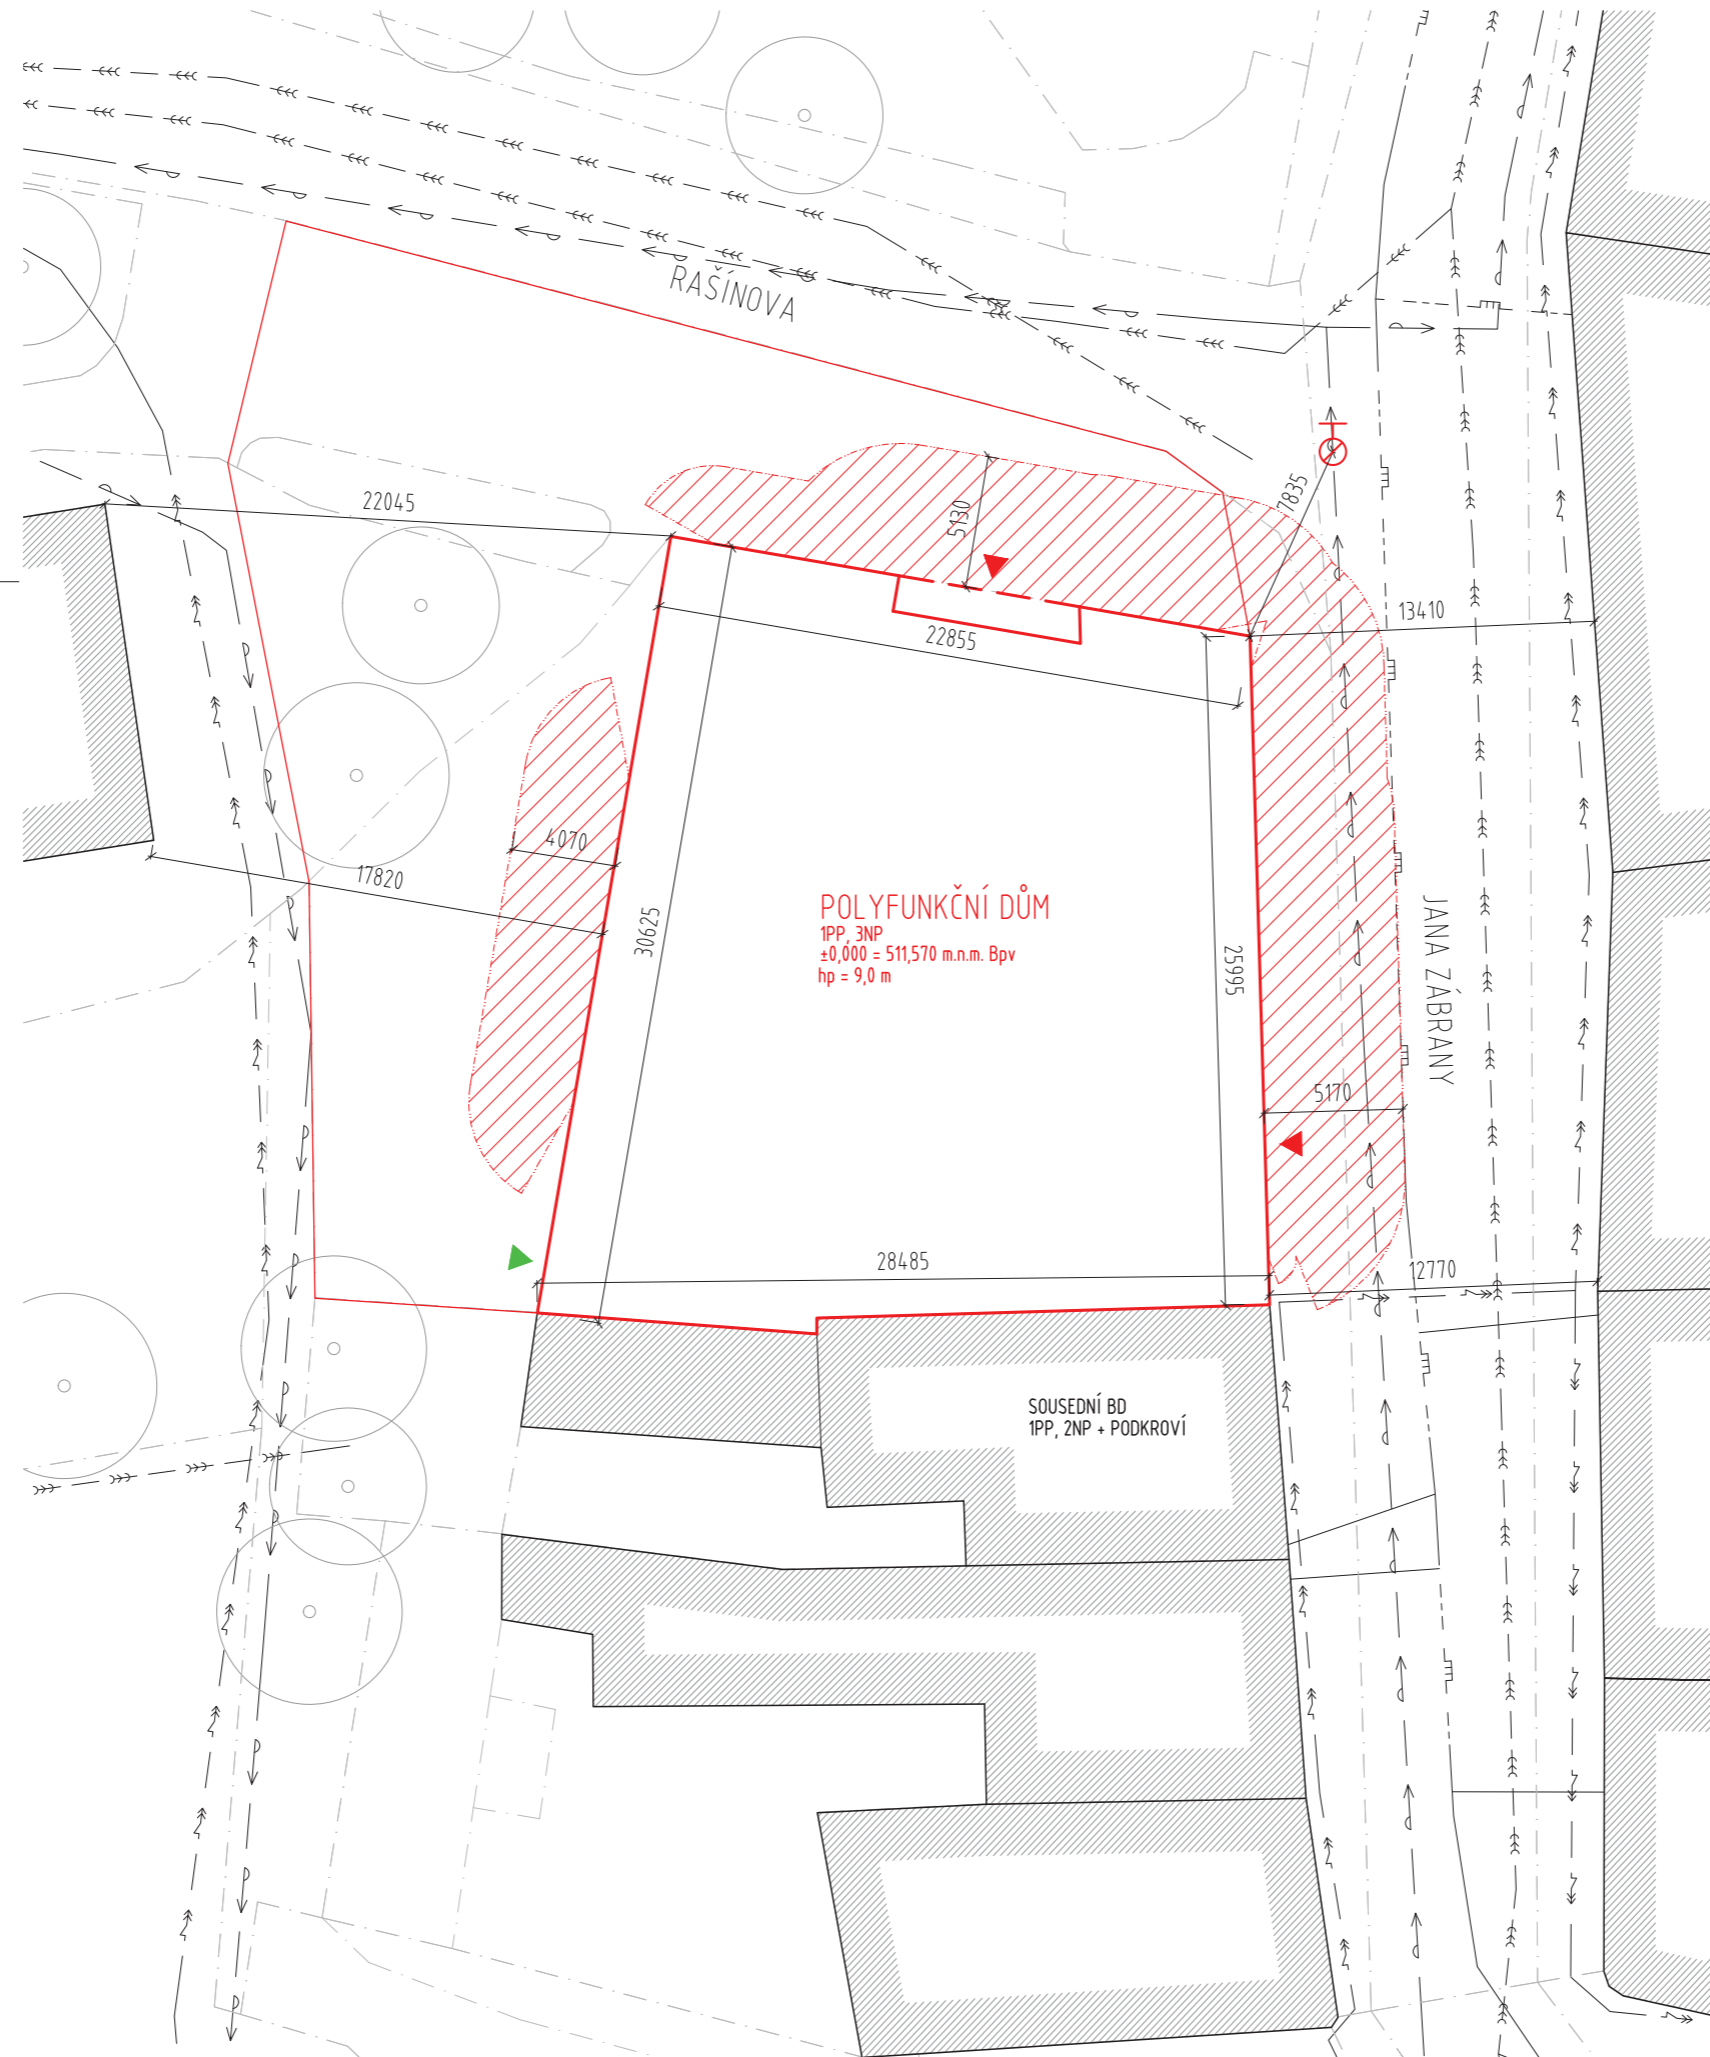 RAŠÍNOVA
22045
5130
7835
13410
22855
4070
17820
30625
POLYFUNKČNÍ DŮM
1PP, 3NP
±0,000 = 511,570 m.n.m. Bpv
hp = 9,0 m
25995
JANA ZÁBRANY
5170
28485
12770
SOUSEDNÍ BD
1PP, 2NP + PODKROVÍ